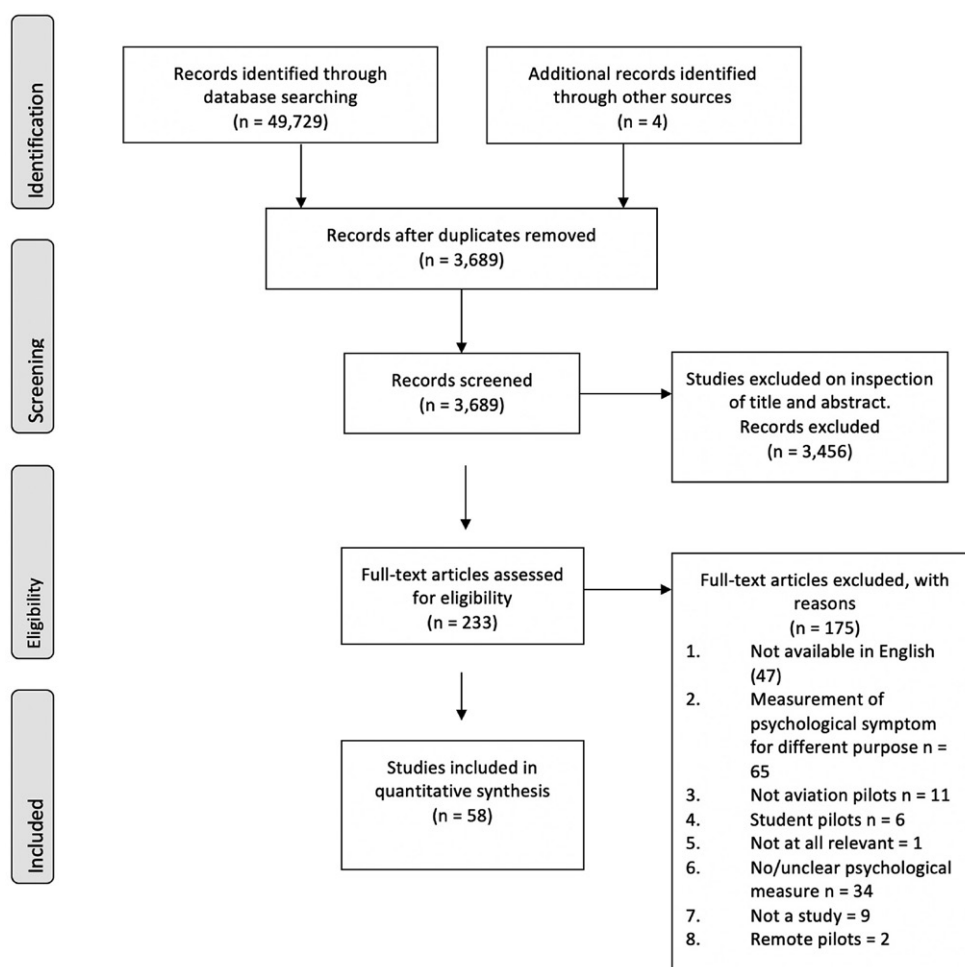 Identification
Records identified through
database searching
(n = 49,729)
Additional records identified
through other sources
(n = 4)
Records after duplicates removed
(n = 3,689)
Screening
Records screened
(n = 3,689)
Studies excluded on inspection
of title and abstract.
Records excluded
(n = 3,456)
Eligibility
Full-text articles assessed
for eligibility
(n = 233)
Full-text articles excluded, with
reasons
(n = 175)
1. Not available in English
(47)
2. Measurement of
psychological symptom
for different purpose n =
65
3. Not aviation pilots n = 11
4. Student pilots n = 6
5. Not at all relevant = 1
6. No/unclear psychological
measure n = 34
7. Not a study = 9
8. Remote pilots = 2
Included
Studies included in
quantitative synthesis
(n = 58)